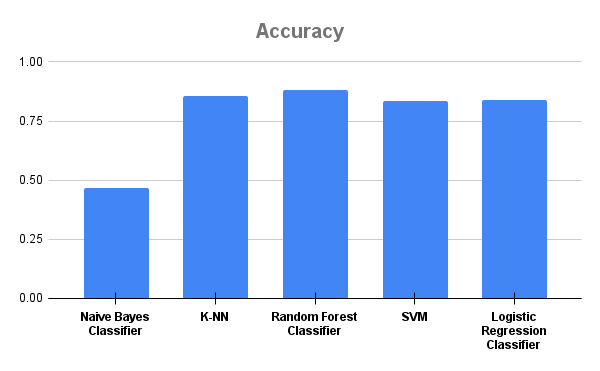 Accuracy
1.00
0.75
0.50
0.25
0.00
Naive Bayes
Classifier
K-NN
Random Forest
Classifier
SVM
Logistic
Regression
Classifier